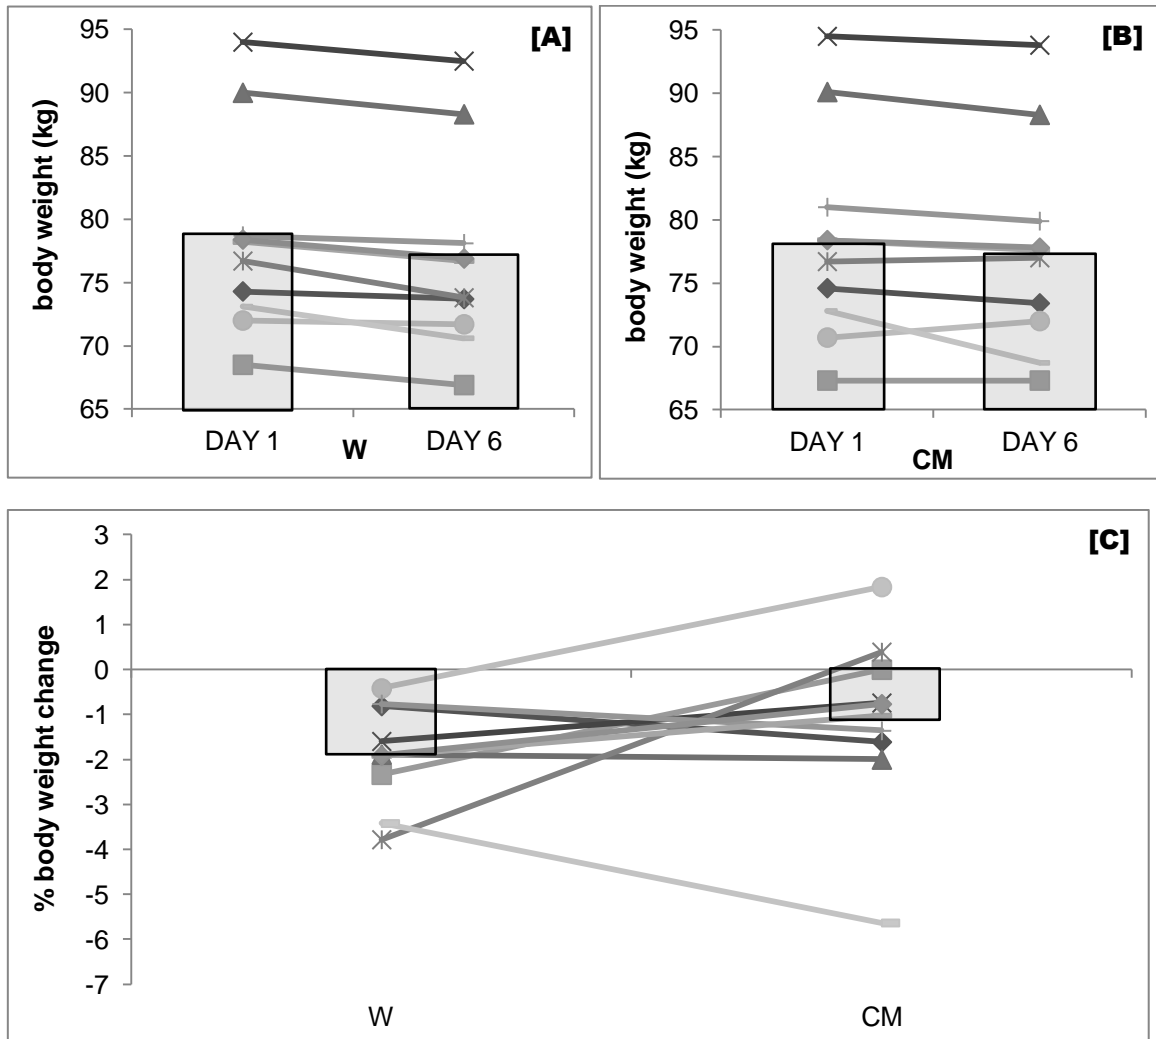 [A]
body weight (kg)
95
90
85
80
75
70
65
DAY 1
DAY 6
W
[B]
body weight (kg)
95
90
85
80
75
70
65
DAY 1
DAY 6
CM
[C]
% body weight change
3
2
1
0
-1
-2
-3
-4
-5
-6
-7
W
CM